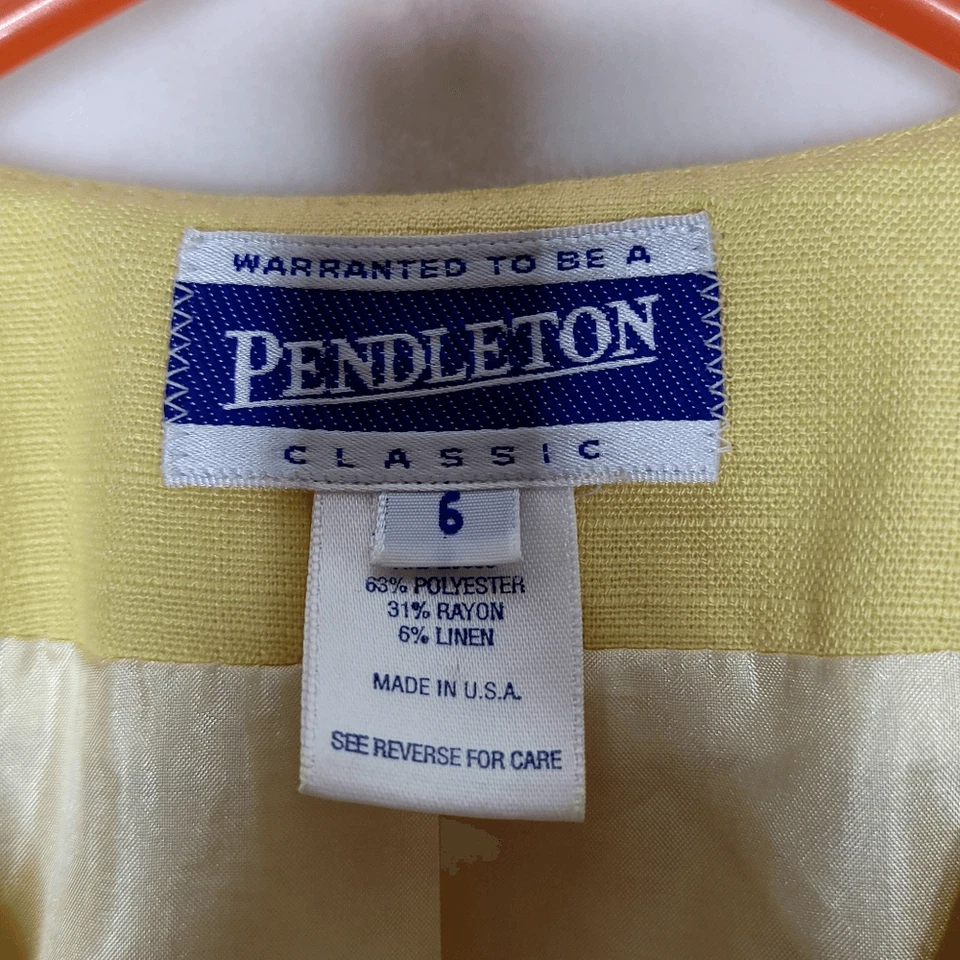 WARRANTED TO BE A
PENDLETON
CLASSIC
6
63% POLYESTER
31% RAYON
6% LINEN
MADE IN U.S.A.
SEE REVERSE FOR CARE